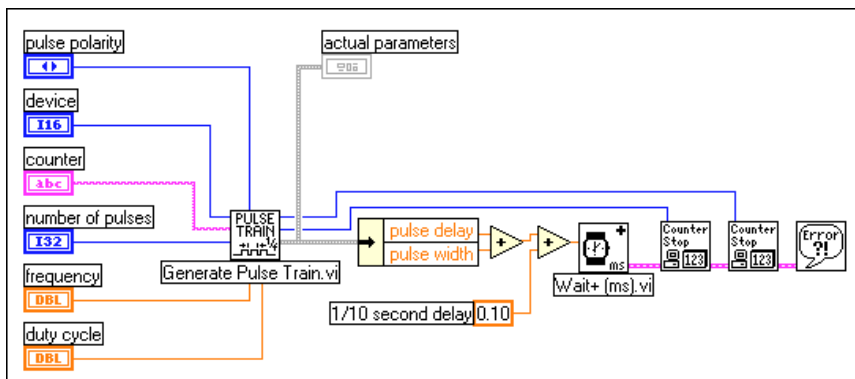 pulse polarity
actual parameters
device
I16
counter
abc
number of pulses
I32
PULSE
TRAIN
Generate Pulse Train.vi
frequency
DBL
duty cycle
DBL
pulse delay
pulse width
1/10 second delay 0.10
ms
Wait+ (ms).vi
Counter
Stop
123
Counter
Stop
123
Error
?!